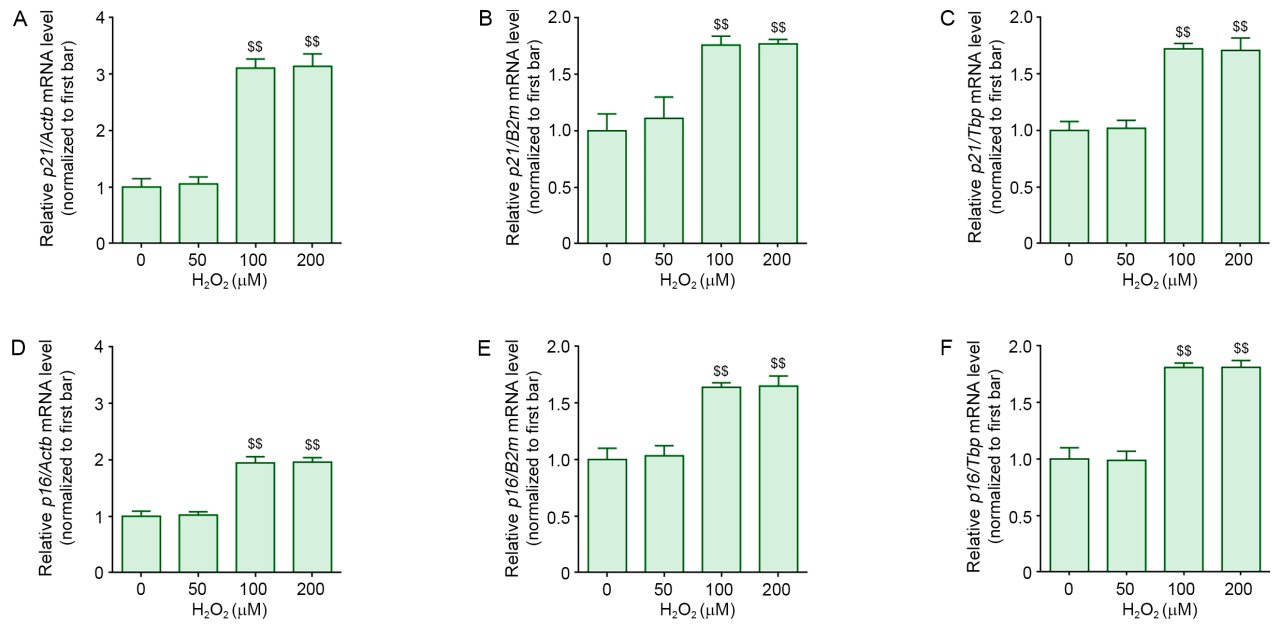 A
Relative p21/Actb mRNA level
(normalized to first bar)
4
3
2
1
0
$$
$$
0
50
100
200
H₂O₂ (μM)
B
Relative p21/B2m mRNA level
(normalized to first bar)
2.0
1.5
1.0
0.5
0
$$
$$
0
50
100
200
H₂O₂ (μM)
C
Relative p21/Tbp mRNA level
(normalized to first bar)
2.0
1.5
1.0
0.5
0
$$
$$
0
50
100
200
H₂O₂ (μM)
D
Relative p16/Actb mRNA level
(normalized to first bar)
4
3
2
1
0
$$
$$
0
50
100
200
H₂O₂ (μM)
E
Relative p16/B2m mRNA level
(normalized to first bar)
2.0
1.5
1.0
0.5
0
$$
$$
0
50
100
200
H₂O₂ (μM)
F
Relative p16/Tbp mRNA level
(normalized to first bar)
2.0
1.5
1.0
0.5
0
$$
$$
0
50
100
200
H₂O₂ (μM)